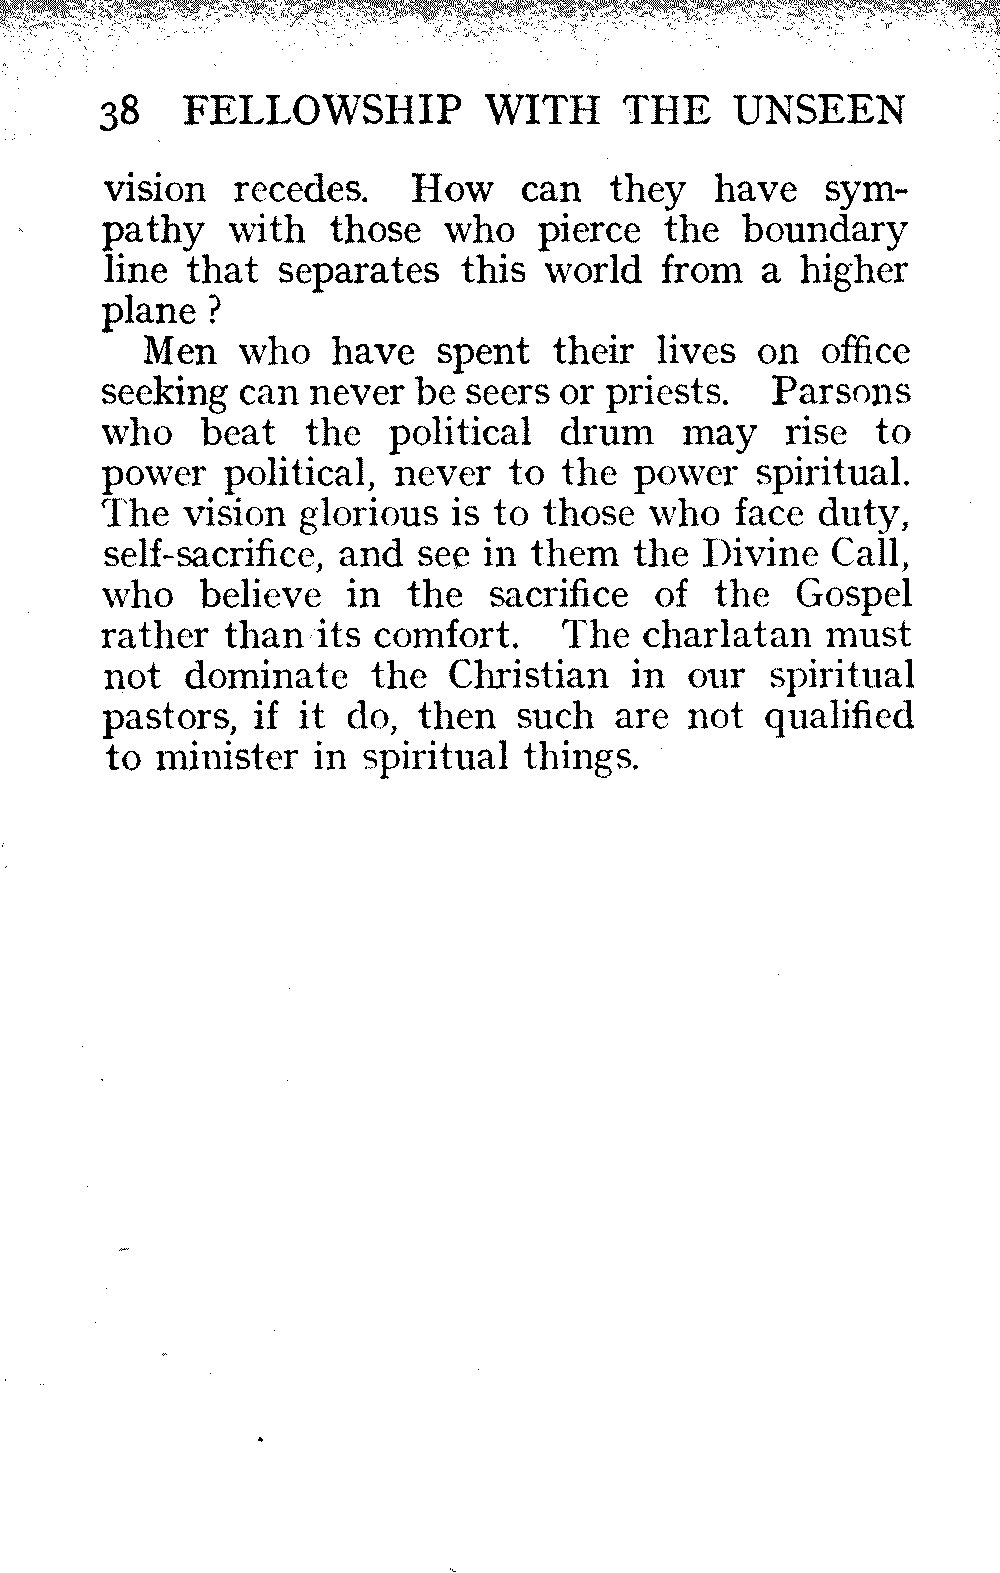 38 FELLOWSHIP WITH THE UNSEEN
vision recedes. How can they have sym-
pathy with those who pierce the boundary
line that separates this world from a higher
plane ?
Men who have spent their lives on office
seeking can never be seers or priests. Parsons
who beat the political drum may rise to
power political, never to the power spiritual.
The vision glorious is to those who face duty,
self-sacrifice, and see in them the Divine Call,
who believe in the sacrifice of the Gospel
rather than its comfort. The charlatan must
not dominate the Christian in our spiritual
pastors, if it do, then such are not qualified
to minister in spiritual things.